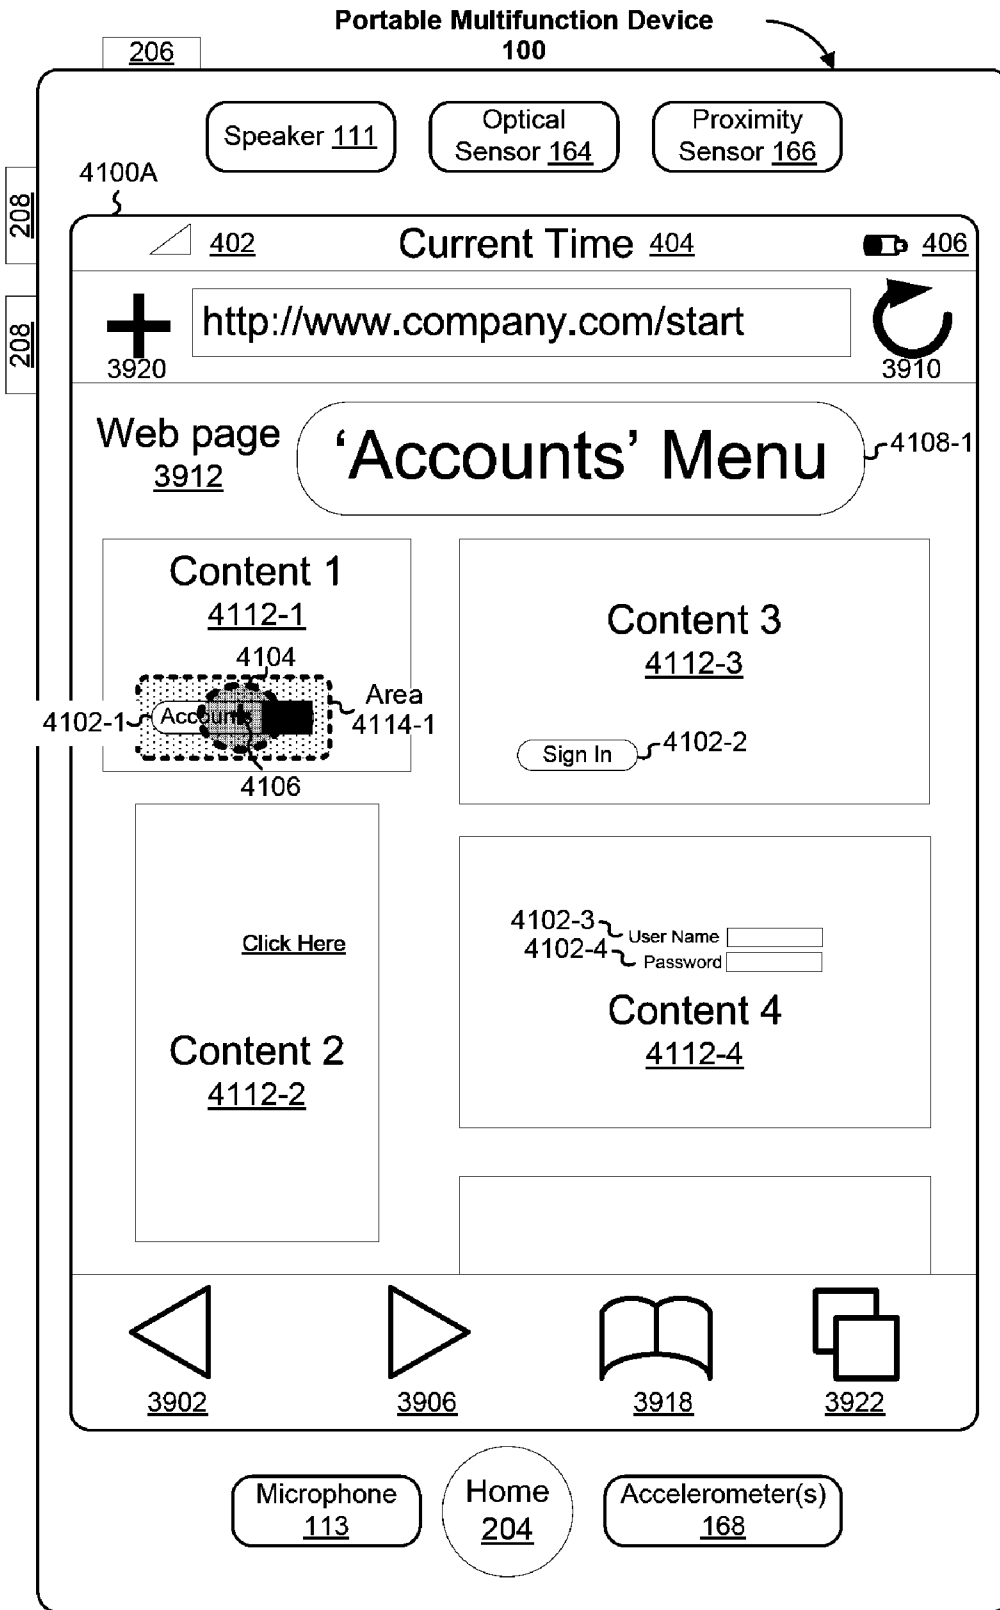 Portable Multifunction Device
100
206
Speaker 111
Optical
Sensor 164
Proximity
Sensor 166
4100A
208
208
402
Current Time 404
406
http://www.company.com/start
3920
3910
Web page
3912
‘Accounts’ Menu
4108-1
Content 1
4112-1
4104
Area
4114-1
4102-1
Accounts
4106
Content 3
4112-3
Sign In
4102-2
Click Here
Content 2
4112-2
4102-3
User Name
4102-4
Password
Content 4
4112-4
3902
3906
3918
3922
Microphone
113
Home
204
Accelerometer(s)
168